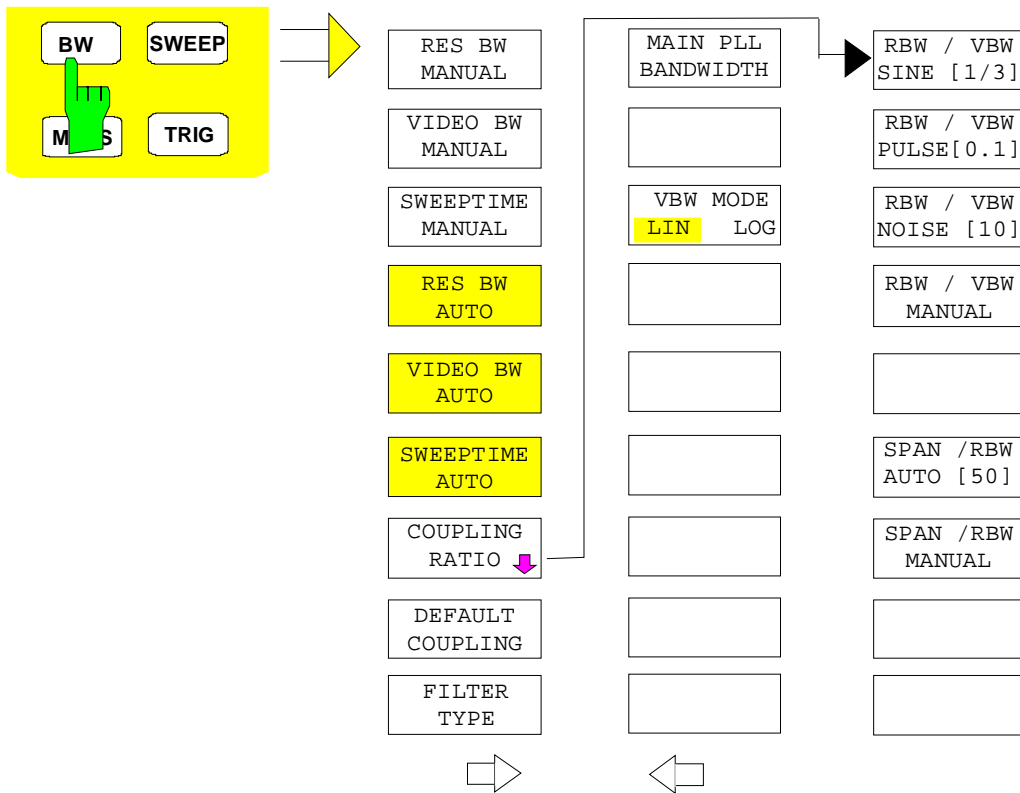 BW
SWEEP
TRIG
RES BW
MANUAL
VIDEO BW
MANUAL
SWEEPTIME
MANUAL
RES BW
AUTO
VIDEO BW
AUTO
SWEEPTIME
AUTO
COUPLING
RATIO
DEFAULT
COUPLING
FILTER
TYPE
MAIN PLL
BANDWIDTH
VBW MODE
LIN LOG
RBW / VBW
SINE [1/3]
RBW / VBW
PULSE[0.1]
RBW / VBW
NOISE [10]
RBW / VBW
MANUAL
SPAN /RBW
AUTO [50]
SPAN /RBW
MANUAL